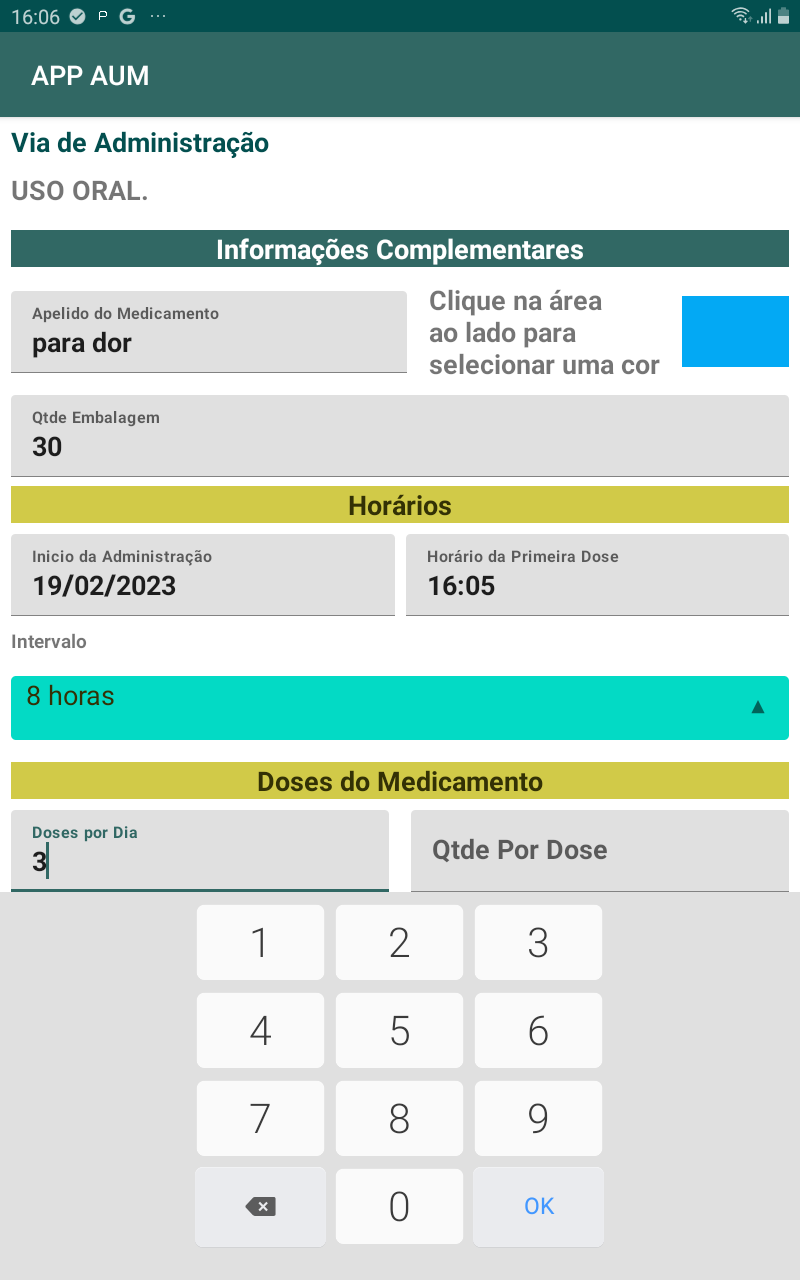 16:06
APP AUM
Via de Administração
USO ORAL.
Informações Complementares
Apelido do Medicamento
para dor
Clique na área
ao lado para
selecionar uma cor
Qtde Embalagem
30
Horários
Inicio da Administração
19/02/2023
Horário da Primeira Dose
16:05
Intervalo
8 horas
Doses do Medicamento
Doses por Dia
3
Qtde Por Dose
1 2 3
4 5 6
7 8 9
0 OK